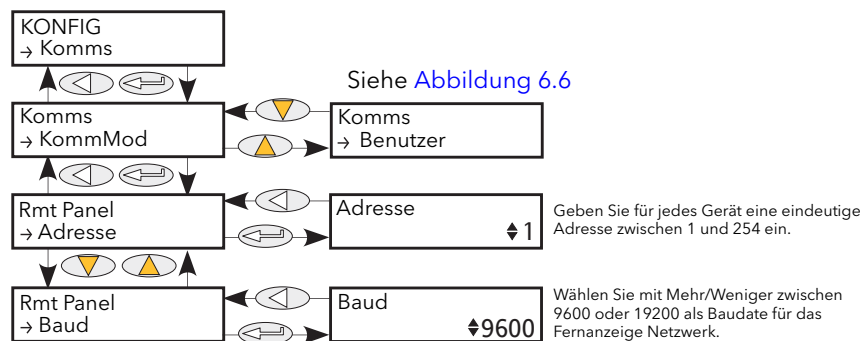 KONFIG
→ Komms
Siehe Abbildung 6.6
Komms
→ KommMod
Komms
→ Benutzer
Rmt Panel
→ Adresse
Adresse
♦1
Geben Sie für jedes Gerät eine eindeutige
Adresse zwischen 1 und 254 ein.
Rmt Panel
→ Baud
Baud
♦9600
Wählen Sie mit Mehr/Weniger zwischen
9600 oder 19200 als Baudate für das
Fernanzeige Netzwerk.